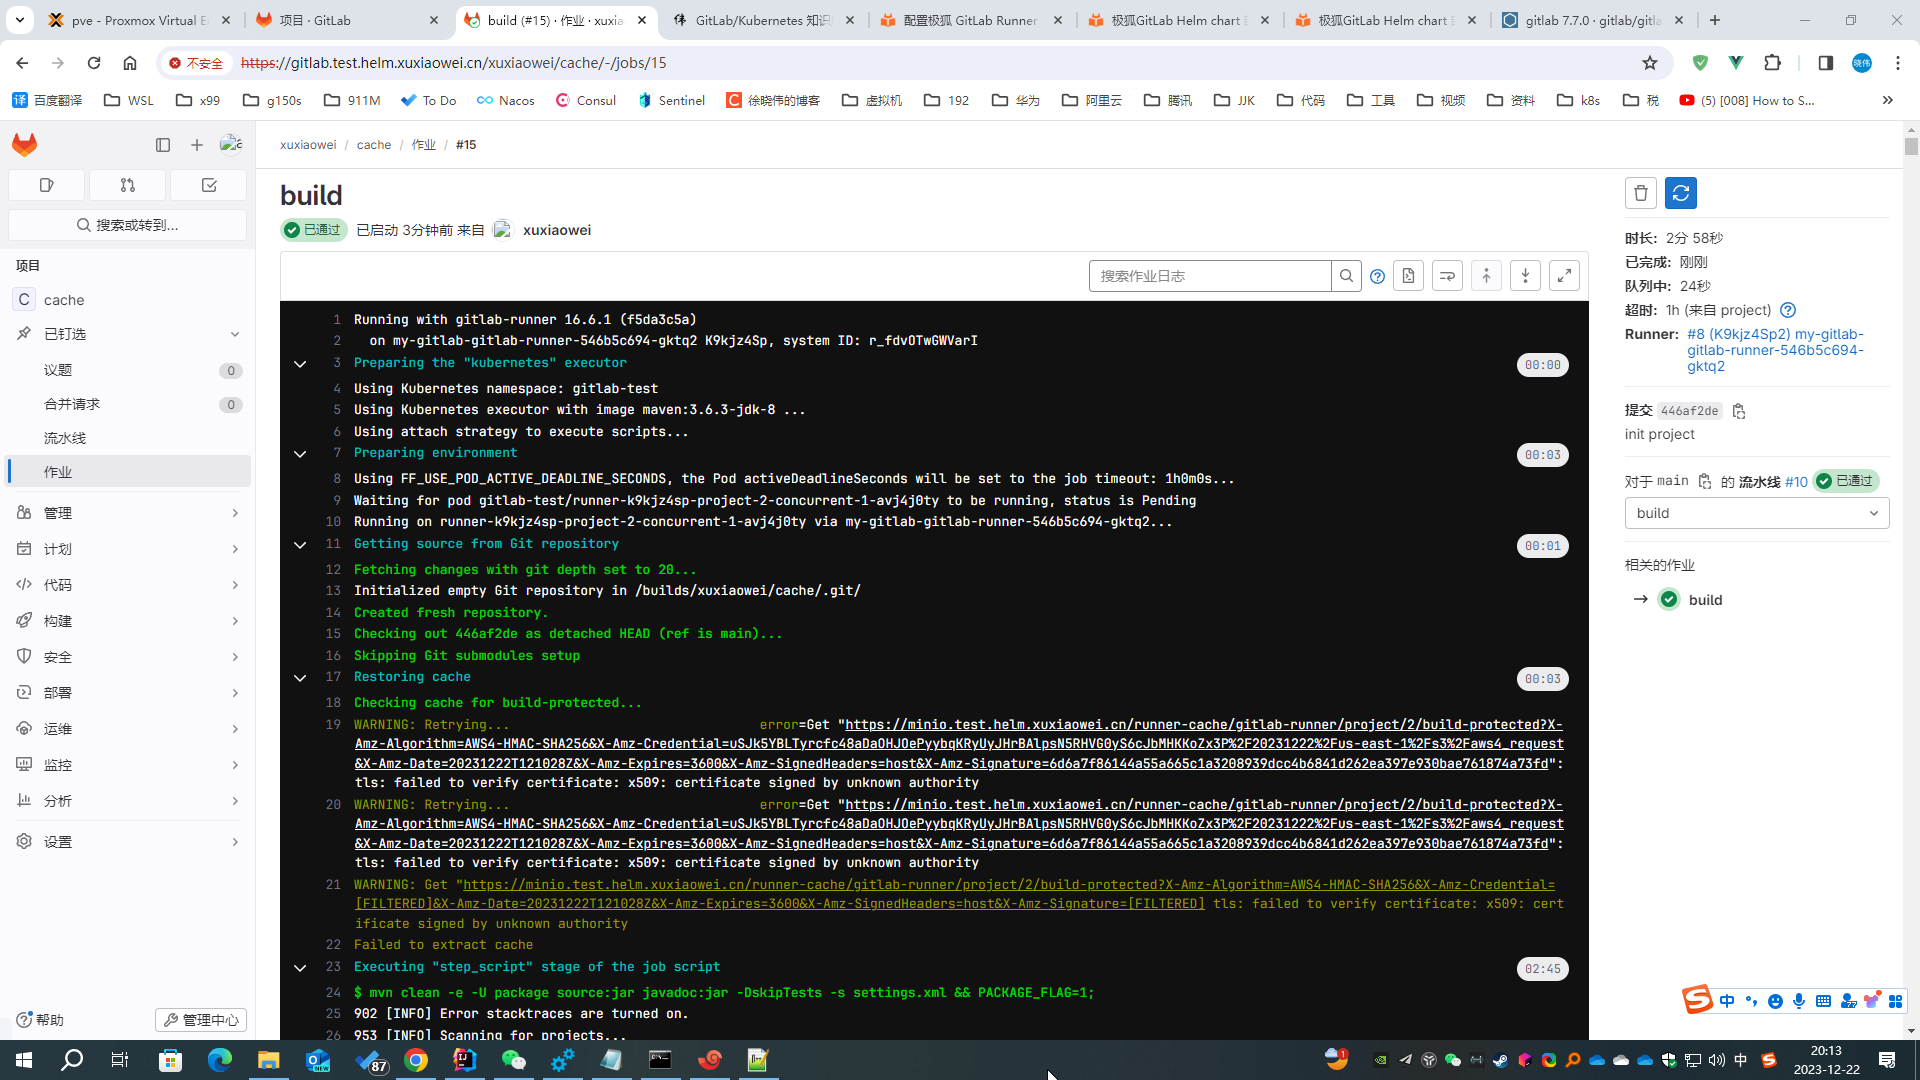 pve - Proxmox Virtual E
项目 · GitLab
build (#15) · 作业 · xuxia
GitLab/Kubernetes 知识
配置极狐 GitLab Runner
极狐GitLab Helm chart
极狐GitLab Helm chart
gitlab 7.7.0 · gitlab/gitla
不安全
https://gitlab.test.helm.xuxiaowei.cn/xuxiaowei/cache/-/jobs/15
晓伟
译 百度翻译
WSL
x99
g150s
911M
To Do
Nacos
Consul
Sentinel
C 徐晓伟的博客
虚拟机
192
华为
阿里云
腾讯
JJK
代码
工具
视频
资料
k8s
税
(5) [008] How to S...
xuxiaowei / cache / 作业 / #15
搜索或转到...
项目
C cache
已钉选
议题 0
合并请求 0
流水线
作业
管理
计划
代码
构建
安全
部署
运维
监控
分析
设置
帮助
管理中心
build
已通过 已启动 3分钟前 来自 xuxiaowei
搜索作业日志
1 Running with gitlab-runner 16.6.1 (f5da3c5a)
2 on my-gitlab-gitlab-runner-546b5c694-gktq2 K9kjz4Sp, system ID: r_fdvOTwGWVarI
3 Preparing the "kubernetes" executor 00:00
4 Using Kubernetes namespace: gitlab-test
5 Using Kubernetes executor with image maven:3.6.3-jdk-8 ...
6 Using attach strategy to execute scripts...
7 Preparing environment 00:03
8 Using FF_USE_POD_ACTIVE_DEADLINE_SECONDS, the Pod activeDeadlineSeconds will be set to the job timeout: 1h0m0s...
9 Waiting for pod gitlab-test/runner-k9kjz4sp-project-2-concurrent-1-avj4j0ty to be running, status is Pending
10 Running on runner-k9kjz4sp-project-2-concurrent-1-avj4j0ty via my-gitlab-gitlab-runner-546b5c694-gktq2...
11 Getting source from Git repository 00:01
12 Fetching changes with git depth set to 20...
13 Initialized empty Git repository in /builds/xuxiaowei/cache/.git/
14 Created fresh repository.
15 Checking out 446af2de as detached HEAD (ref is main)...
16 Skipping Git submodules setup
17 Restoring cache 00:03
18 Checking cache for build-protected...
19 WARNING: Retrying... error=Get "https://minio.test.helm.xuxiaowei.cn/runner-cache/gitlab-runner/project/2/build-protected?X-
Amz-Algorithm=AWS4-HMAC-SHA256&X-Amz-Credential=uSJk5YBLTyrcfc48aDaOHJOePyybqKRyUyJHrBAlpsN5RHVG0yS6cJbMHKKoZx3P%2F20231222%2Fus-east-1%2Fs3%2Faws4_request
&X-Amz-Date=20231222T121028Z&X-Amz-Expires=3600&X-Amz-SignedHeaders=host&X-Amz-Signature=6d6a7f86144a55a665c1a3208939dcc4b6841d262ea397e930bae761874a73fd":
tls: failed to verify certificate: x509: certificate signed by unknown authority
20 WARNING: Retrying... error=Get "https://minio.test.helm.xuxiaowei.cn/runner-cache/gitlab-runner/project/2/build-protected?X-
Amz-Algorithm=AWS4-HMAC-SHA256&X-Amz-Credential=uSJk5YBLTyrcfc48aDaOHJOePyybqKRyUyJHrBAlpsN5RHVG0yS6cJbMHKKoZx3P%2F20231222%2Fus-east-1%2Fs3%2Faws4_request
&X-Amz-Date=20231222T121028Z&X-Amz-Expires=3600&X-Amz-SignedHeaders=host&X-Amz-Signature=6d6a7f86144a55a665c1a3208939dcc4b6841d262ea397e930bae761874a73fd":
tls: failed to verify certificate: x509: certificate signed by unknown authority
21 WARNING: Get "https://minio.test.helm.xuxiaowei.cn/runner-cache/gitlab-runner/project/2/build-protected?X-Amz-Algorithm=AWS4-HMAC-SHA256&X-Amz-Credential=
[FILTERED]&X-Amz-Date=20231222T121028Z&X-Amz-Expires=3600&X-Amz-SignedHeaders=host&X-Amz-Signature=[FILTERED] tls: failed to verify certificate: x509: cert
ificate signed by unknown authority
22 Failed to extract cache
23 Executing "step_script" stage of the job script 02:45
24 $ mvn clean -e -U package source:jar javadoc:jar -DskipTests -s settings.xml && PACKAGE_FLAG=1;
25 902 [INFO] Error stacktraces are turned on.
26 953 [INFO] Scanning for projects...
时长: 2分 58秒
已完成: 刚刚
队列中: 24秒
超时: 1h (来自 project)
Runner: #8 (K9kjz4Sp2) my-gitlab-
gitlab-runner-546b5c694-
gktq2
提交 446af2de
init project
对于 main 的 流水线 #10 已通过
build
相关的作业
→ build
中
87
1
中
20:13
2023-12-22